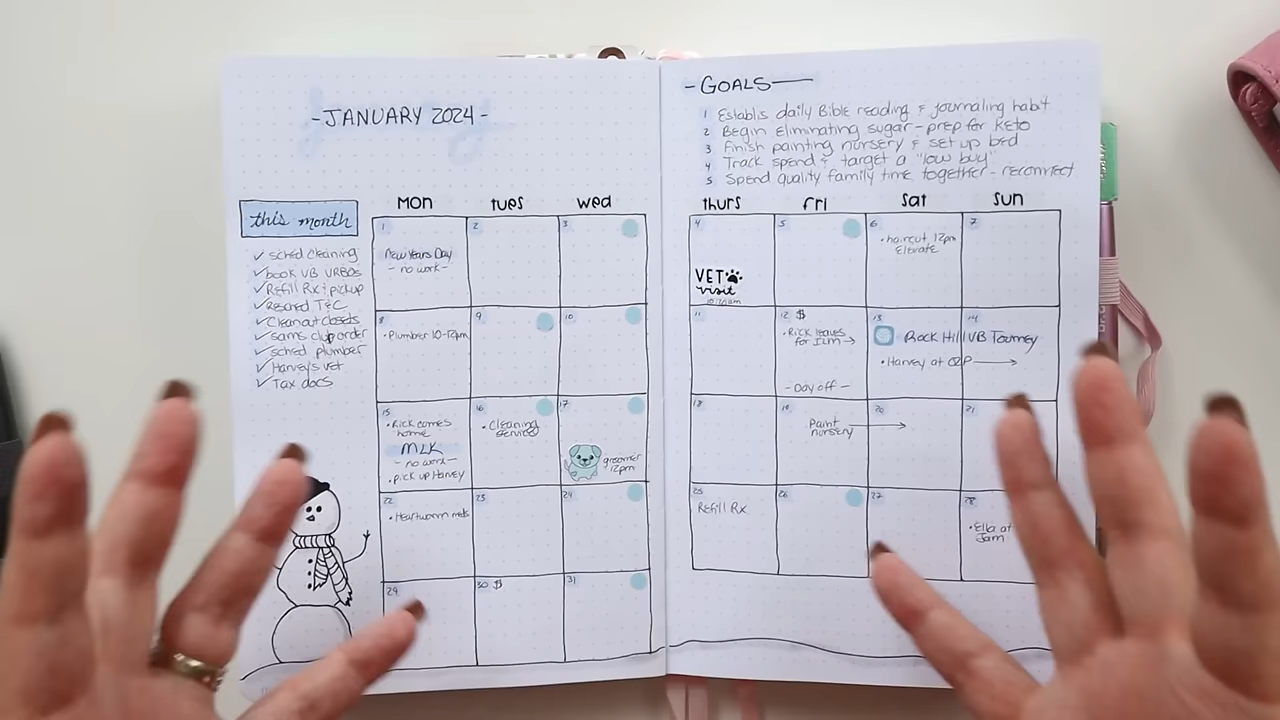 -JANUARY 2024-
this month
✓ sched cleaning
✓ book VB VRBOs
✓ Refill Rx & pickup
✓ Resched T&C
✓ Cleanout closets
✓ sams club order
✓ sched plumber
✓ Harvey's vet
✓ Tax docs
Mon Tues Wed
1 2 3
New Years Day
- no work -
8 9 10
• Plumber 10-12pm
15 16 17
• Rick comes
home
MLK
- no work -
• Pick up Harvey
• Cleaning
service
groomer
12pm
22 23 24
• Heartworm meds
29 30 $ 31
- GOALS -
1 Establis daily Bible reading & journaling habit
2 Begin eliminating sugar - prep for keto
3 Finish painting nursery & set up bed
4 Track spend & target a "low buy"
5 Spend quality family time together - reconnect
Thurs Fri Sat Sun
4 5 6 7
VET
visit
• haircut 12pm
Elevate
11 12 $ 13 14
• Rick leaves
for →
- Day off -
Rock Hill VB Tourney
• Harvey at →
18 19 20 21
Paint
nursery →
25 26 27 28
Refill Rx
• Ella at
Jam